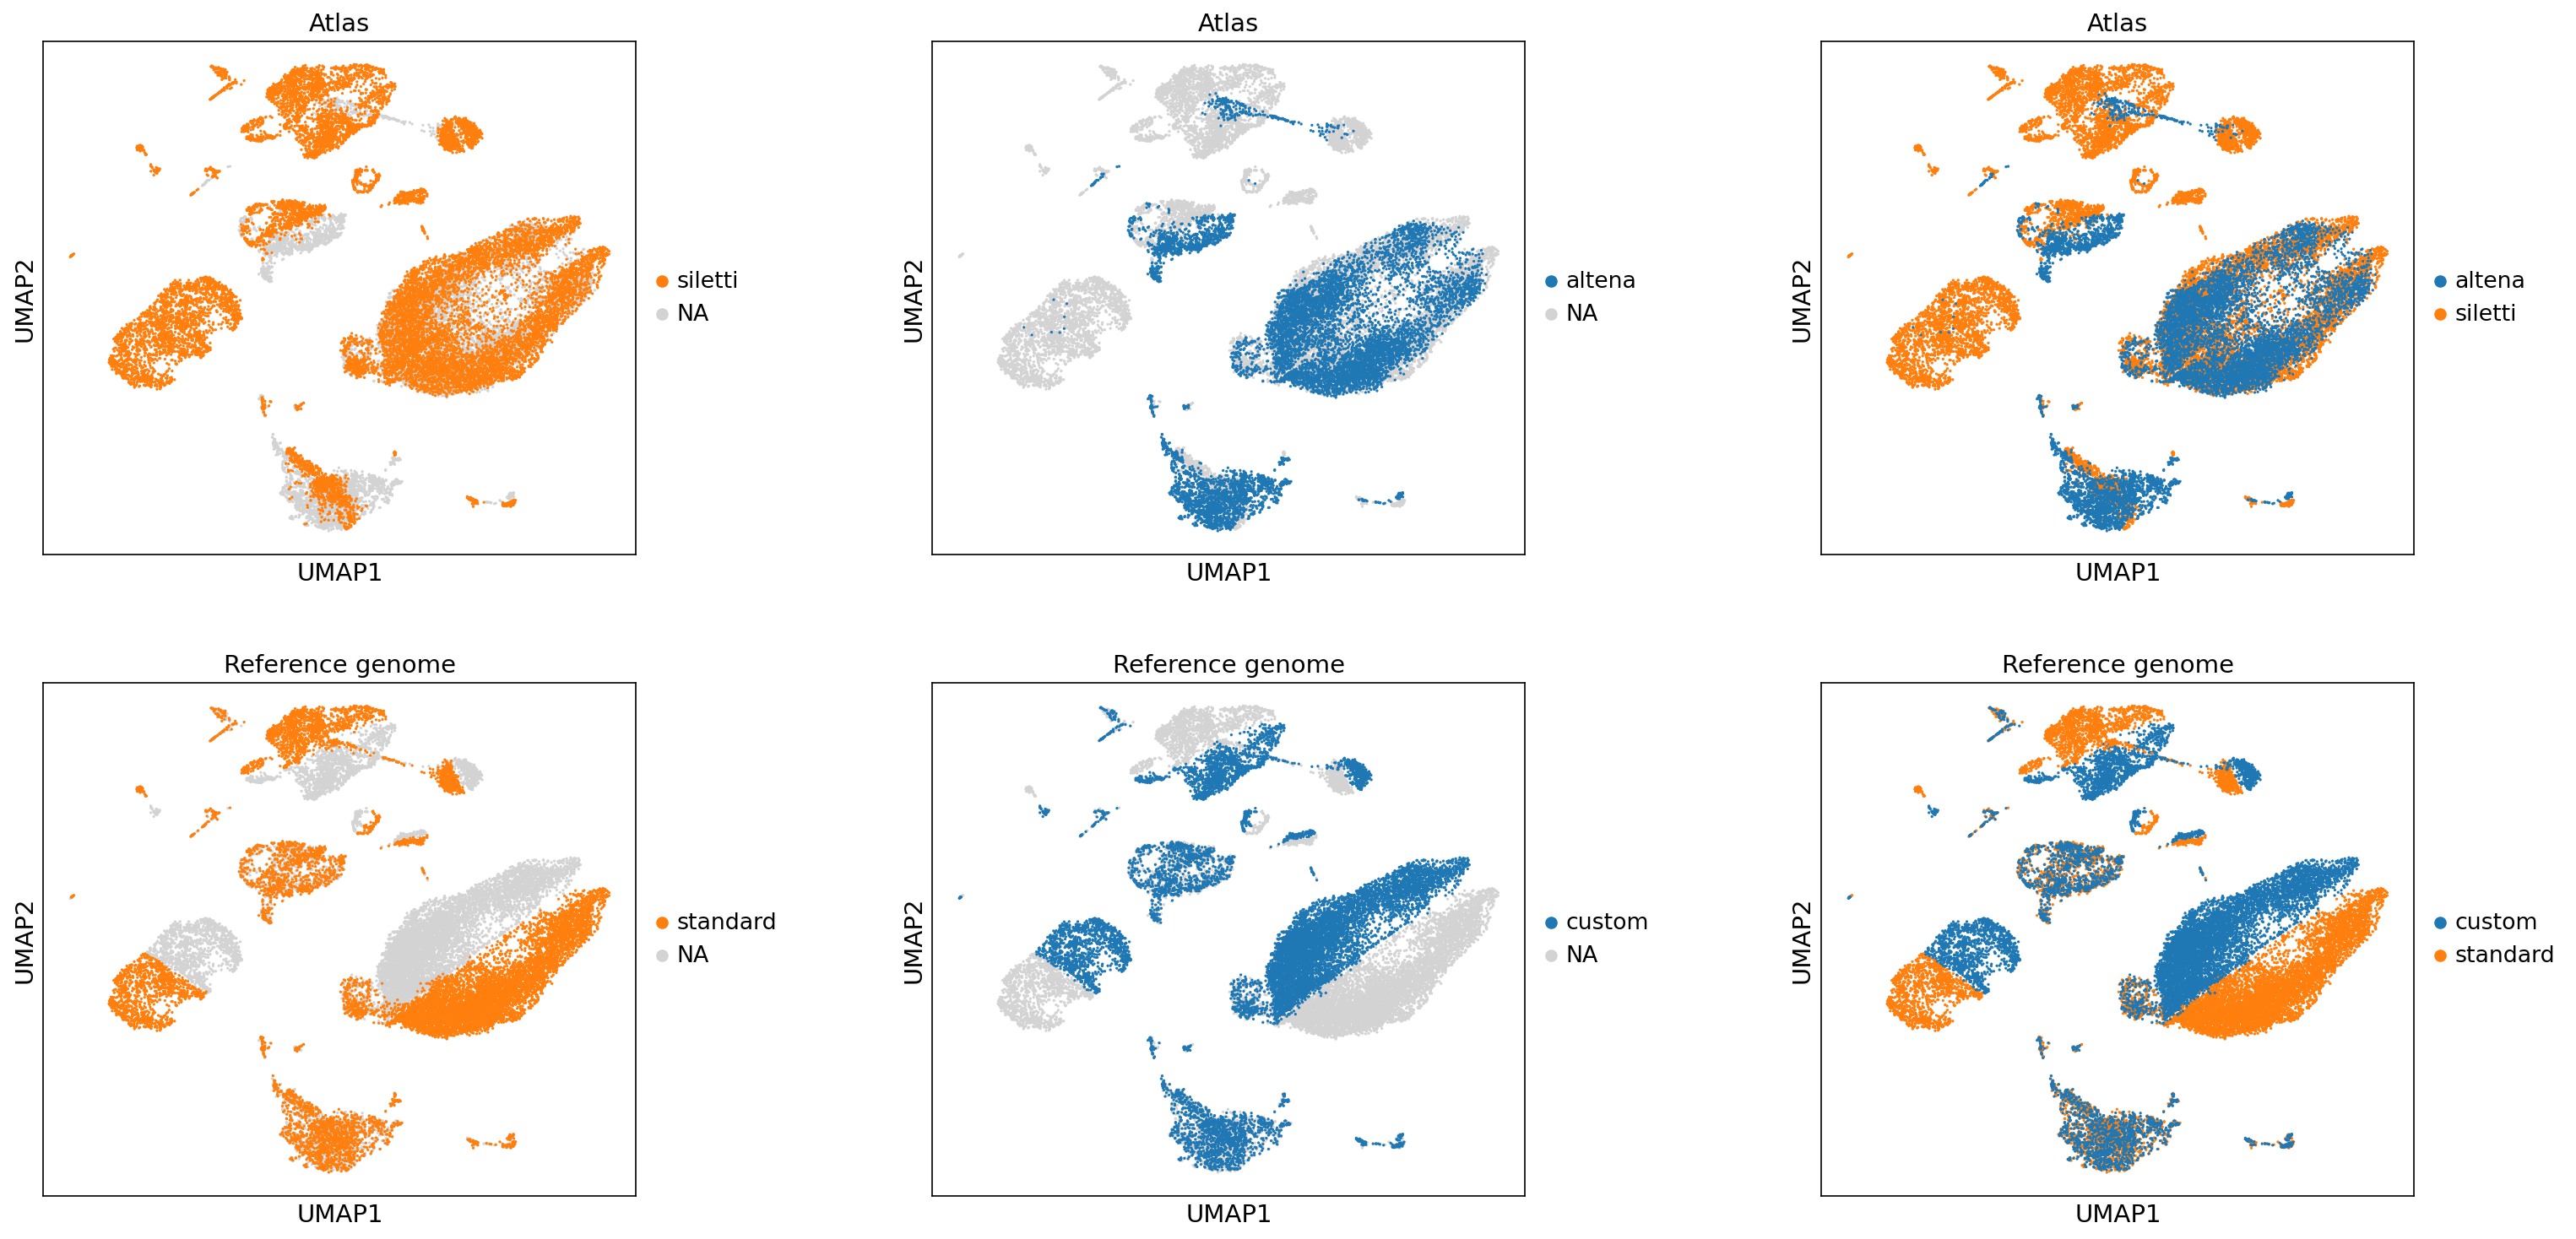 Atlas
UMAP2
UMAP1
siletti
NA
Atlas
UMAP2
UMAP1
altena
NA
Atlas
UMAP2
UMAP1
altena
siletti
Reference genome
UMAP2
UMAP1
standard
NA
Reference genome
UMAP2
UMAP1
custom
NA
Reference genome
UMAP2
UMAP1
custom
standard